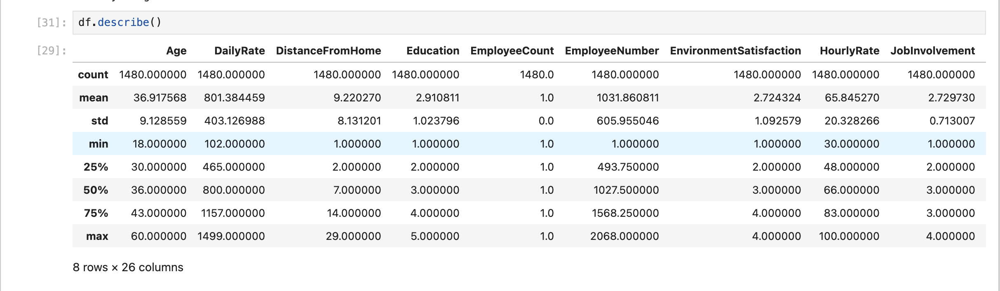 [31]: df.describe()
[29]: Age DailyRate DistanceFromHome Education EmployeeCount EmployeeNumber EnvironmentSatisfaction HourlyRate JobInvolvement
count 1480.000000 1480.000000 1480.000000 1480.000000 1480.0 1480.000000 1480.000000 1480.000000 1480.000000
mean 36.917568 801.384459 9.220270 2.910811 1.0 1031.860811 2.724324 65.845270 2.729730
std 9.128559 403.126988 8.131201 1.023796 0.0 605.955046 1.092579 20.328266 0.713007
min 18.000000 102.000000 1.000000 1.000000 1.0 1.000000 1.000000 30.000000 1.000000
25% 30.000000 465.000000 2.000000 2.000000 1.0 493.750000 2.000000 48.000000 2.000000
50% 36.000000 800.000000 7.000000 3.000000 1.0 1027.500000 3.000000 66.000000 3.000000
75% 43.000000 1157.000000 14.000000 4.000000 1.0 1568.250000 4.000000 83.000000 3.000000
max 60.000000 1499.000000 29.000000 5.000000 1.0 2068.000000 4.000000 100.000000 4.000000
8 rows × 26 columns